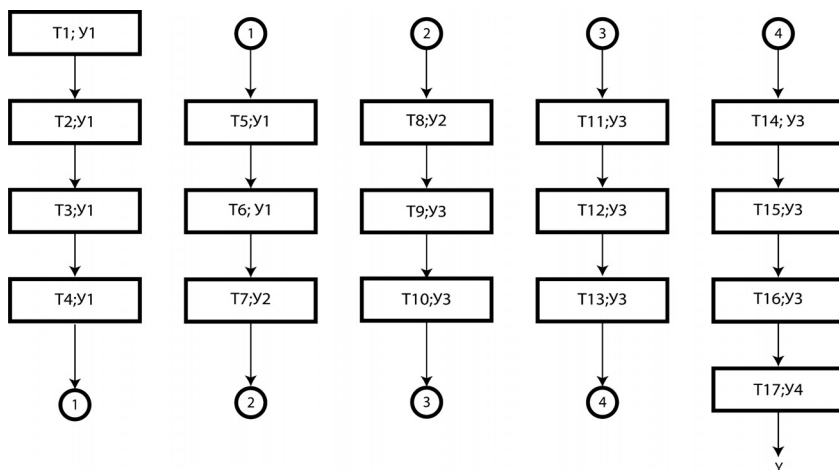 Т1; У1
Т2;У1
Т3;У1
Т4;У1
1
1
Т5;У1
Т6; У1
Т7;У2
2
2
Т8;У2
Т9;У3
Т10;У3
3
3
Т11;У3
Т12;У3
Т13;У3
4
4
Т14; У3
Т15;У3
Т16;У3
Т17;У4
У